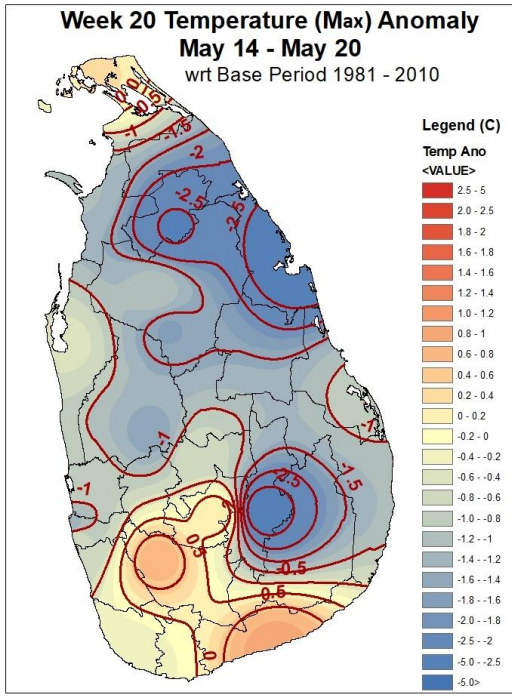 Week 20 Temperature (Max) Anomaly
May 14 - May 20
wrt Base Period 1981 - 2010
Legend (C)
Temp Ano
<VALUE>
2.5 - 5
2.0 - 2.5
1.8 - 2
1.6 - 1.8
1.4 - 1.6
1.2 - 1.4
1.0 - 1.2
0.8 - 1
0.6 - 0.8
0.4 - 0.6
0.2 - 0.4
0 - 0.2
-0.2 - 0
-0.4 - -0.2
-0.6 - -0.4
-0.8 - -0.6
-1.0 - -0.8
-1.2 - -1
-1.4 - -1.2
-1.6 - -1.4
-1.8 - -1.6
-2.0 - -1.8
-2.5 - -2
-5.0 - -2.5
-5.0>
0
0.5
-1
-1.5
-2
-2.5
-2.5
-1
-1
-1
-1.5
-2.5
0.5
-0.5
0.5
0